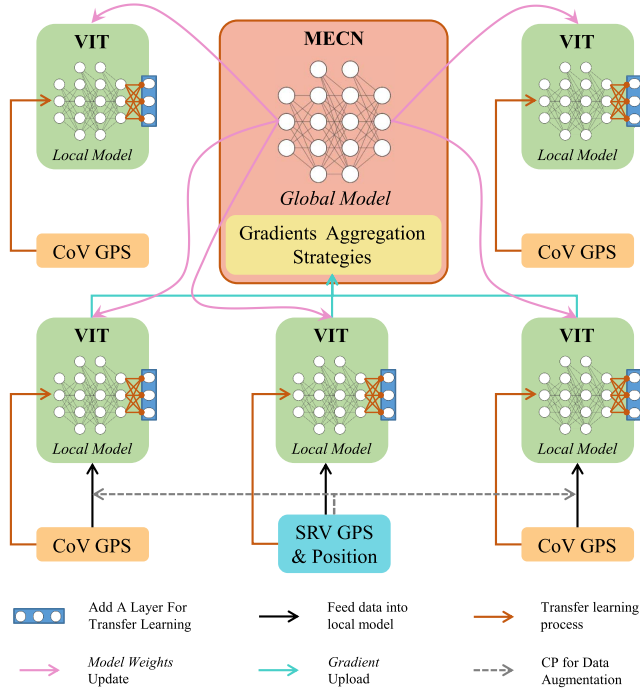 VIT
Local Model
CoV GPS
MECN
Global Model
Gradients Aggregation
Strategies
VIT
Local Model
CoV GPS
VIT
Local Model
CoV GPS
VIT
Local Model
SRV GPS
& Position
VIT
Local Model
CoV GPS
Add A Layer For
Transfer Learning
Feed data into
local model
Transfer learning
process
Model Weights
Update
Gradient
Upload
CP for Data
Augmentation